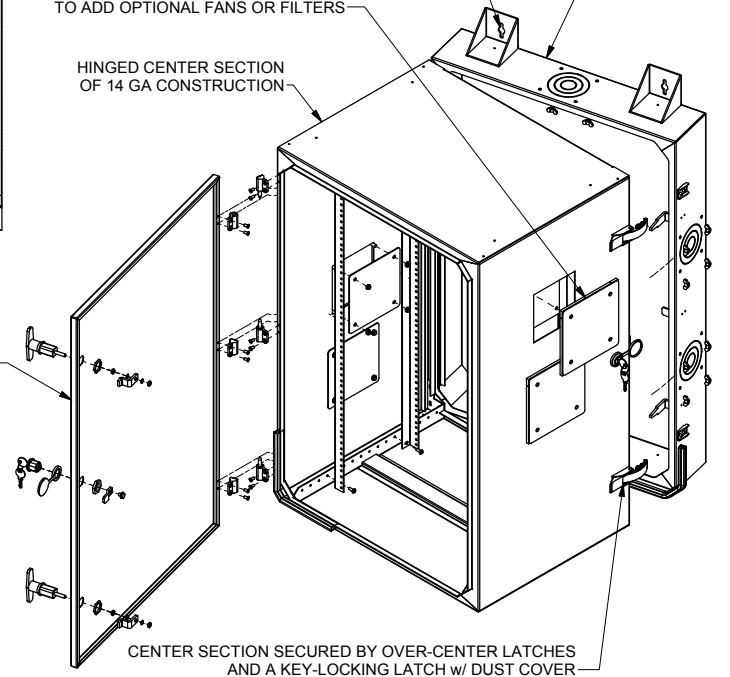 TO ADD OPTIONAL FANS OR FILTERS
HINGED CENTER SECTION
OF 14 GA CONSTRUCTION
CENTER SECTION SECURED BY OVER-CENTER LATCHES
AND A KEY-LOCKING LATCH w/ DUST COVER